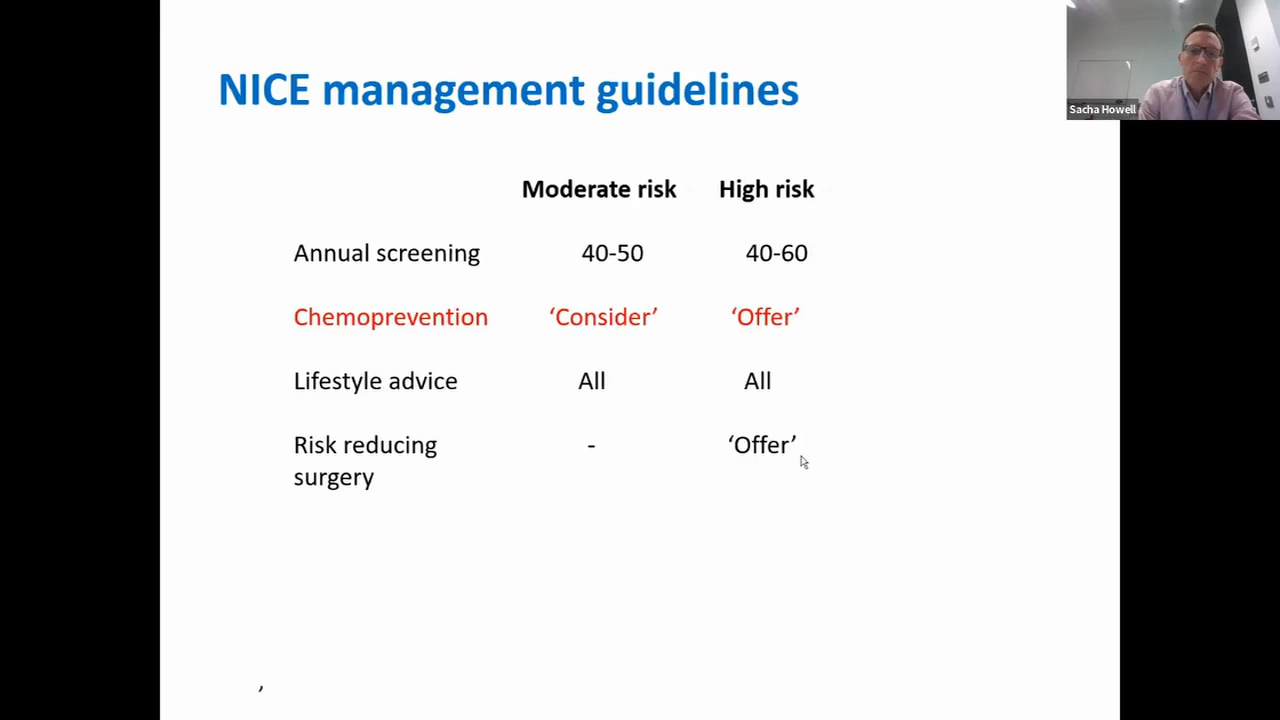 NICE management guidelines
Sacha Howell
Moderate risk High risk
Annual screening 40-50 40-60
Chemoprevention ‘Consider’ ‘Offer’
Lifestyle advice All All
Risk reducing - ‘Offer’
surgery
,